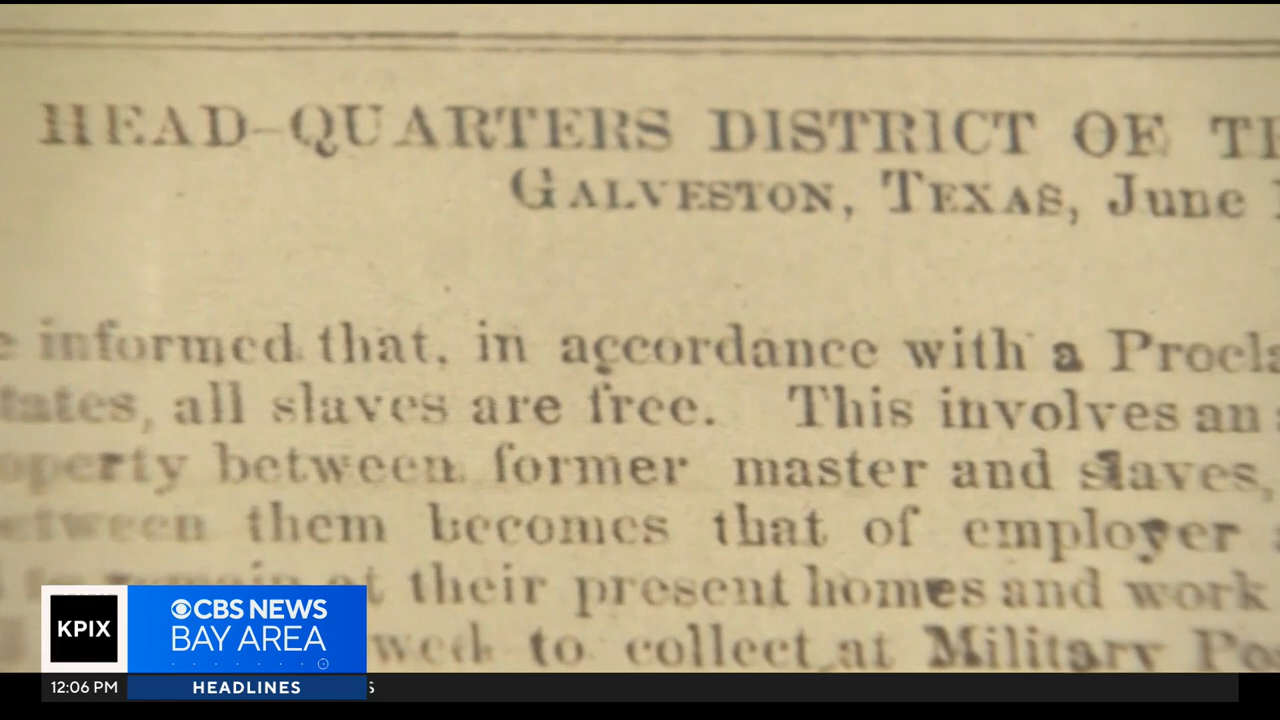 HEAD-QUARTERS DISTRICT OF
GALVESTON, TEXAS, June
informed that, in accordance with a
all slaves are free. This involves an
between former master and slaves,
them becomes that of employer
their present homes and work
to collect at Military
KPIX
CBS NEWS
BAY AREA
12:06 PM HEADLINES